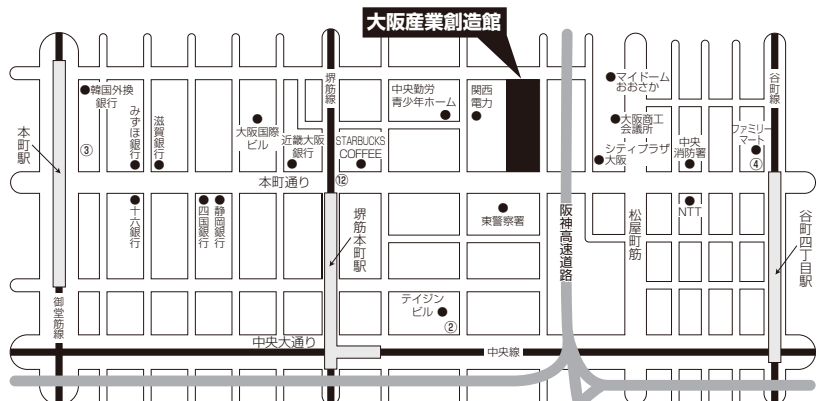 大阪産業創造館
韓国外換
銀行
みずほ銀行
滋賀銀行
③
本町駅
大阪国際
ビル
近畿大阪
銀行
堺筋線
STARBUCKS
COFFEE
中央勤労
青少年ホーム
関西
電力
マイドーム
おおさか
大阪商工
会議所
シティプラザ
大阪
中央
消防署
ファミリー
マート
④
谷町線
本町通り
⑫
十六銀行
四国銀行
静岡銀行
堺筋本町駅
東警察署
阪神高速道路
松屋町筋
NTT
谷町四丁目駅
御堂筋線
テイジン
ビル
②
中央大通り
中央線